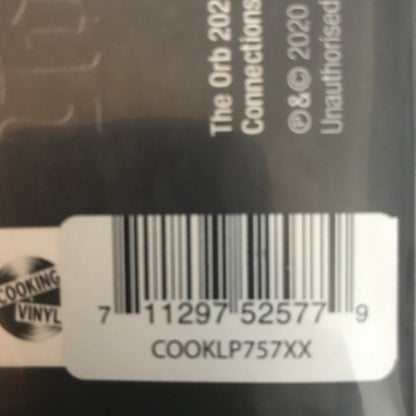 The Orb 202
Connections
℗&© 2020
Unauthorised
COOKING
VINYL
7 11297 52577 9
COOKLP757XX